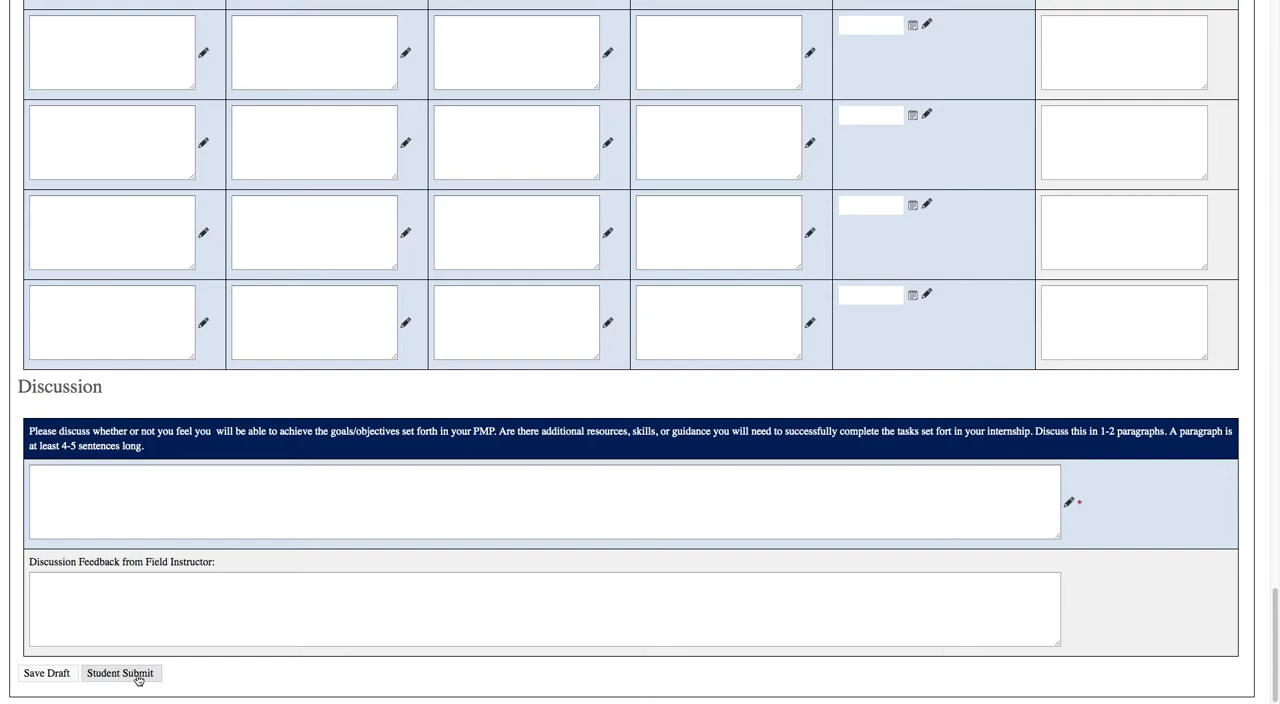 Discussion
Please discuss whether or not you feel you  will be able to achieve the goals/objectives set forth in your PMP. Are there additional resources, skills, or guidance you will need to successfully complete the tasks set fort in your internship. Discuss this in 1-2 paragraphs. A paragraph is
at least 4-5 sentences long.
*
Discussion Feedback from Field Instructor:
Save Draft Student Submit